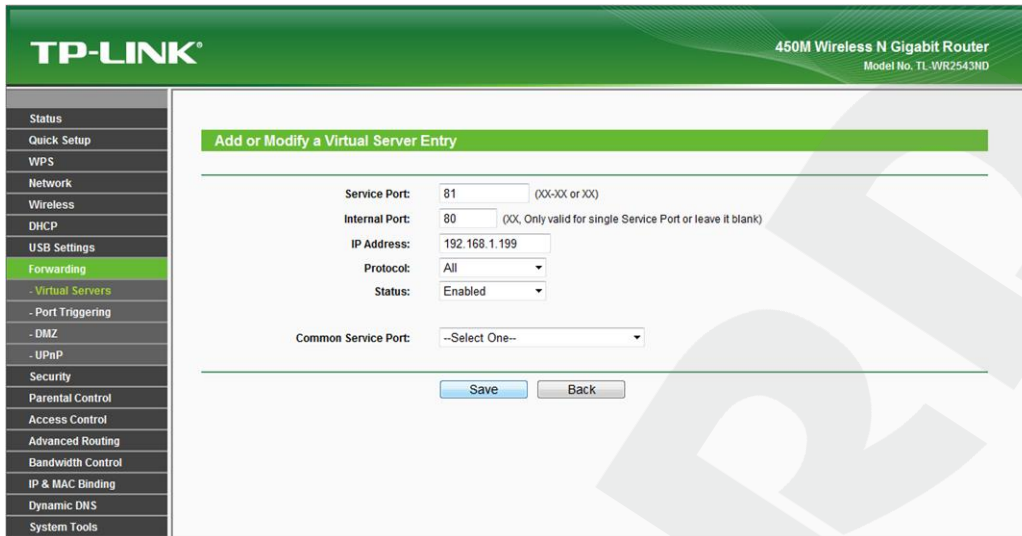 TP-LINK®
450M Wireless N Gigabit Router
Model No. TL-WR2543ND
Status
Quick Setup
WPS
Network
Wireless
DHCP
USB Settings
Forwarding
- Virtual Servers
- Port Triggering
- DMZ
- UPnP
Security
Parental Control
Access Control
Advanced Routing
Bandwidth Control
IP & MAC Binding
Dynamic DNS
System Tools
Add or Modify a Virtual Server Entry
Service Port: 81 (XX-XX or XX)
Internal Port: 80 (XX, Only valid for single Service Port or leave it blank)
IP Address: 192.168.1.199
Protocol: All
Status: Enabled
Common Service Port: --Select One--
Save Back